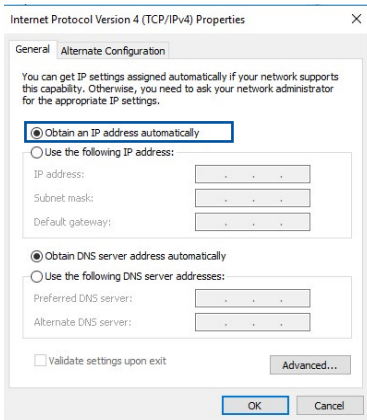 Internet Protocol Version 4 (TCP/IPv4) Properties
General
Alternate Configuration
You can get IP settings assigned automatically if your network supports
this capability. Otherwise, you need to ask your network administrator
for the appropriate IP settings.
Obtain an IP address automatically
Use the following IP address:
IP address:
Subnet mask:
Default gateway:
Obtain DNS server address automatically
Use the following DNS server addresses:
Preferred DNS server:
Alternate DNS server:
Validate settings upon exit
Advanced...
OK
Cancel